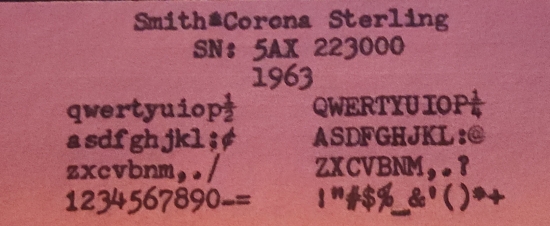 Smith&Corona Sterling
SN: 5AX 223000
1963
qwertyuiop½ QWERTYUIOP¼
asdfghjkl;¢ ASDFGHJKL:@
zxcvbnm,./ ZXCVBNM,.?
1234567890-= !"#$%_&'()*+